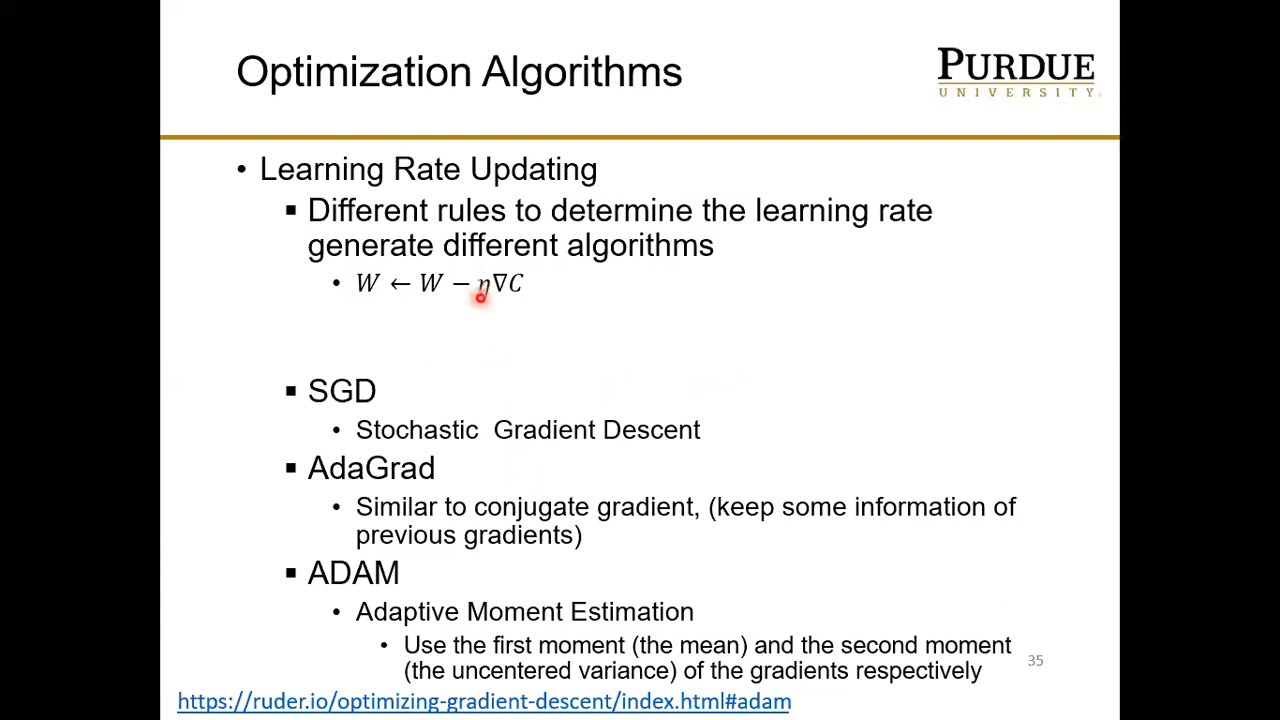 Optimization Algorithms
PURDUE
UNIVERSITY
• Learning Rate Updating
▪ Different rules to determine the learning rate
generate different algorithms
• W ← W − η∇C
▪ SGD
• Stochastic  Gradient Descent
▪ AdaGrad
• Similar to conjugate gradient, (keep some information of
previous gradients)
▪ ADAM
• Adaptive Moment Estimation
• Use the first moment (the mean) and the second moment
(the uncentered variance) of the gradients respectively
35
https://ruder.io/optimizing-gradient-descent/index.html#adam